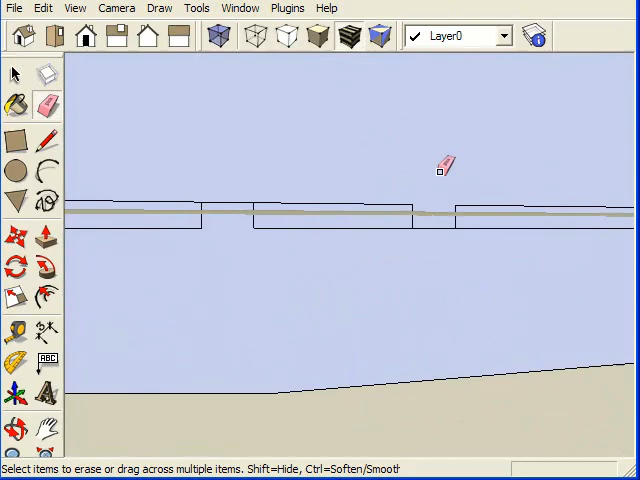 File Edit View Camera Draw Tools Window Plugins Help
Layer0
ABC
Select items to erase or drag across multiple items. Shift=Hide, Ctrl=Soften/Smooth